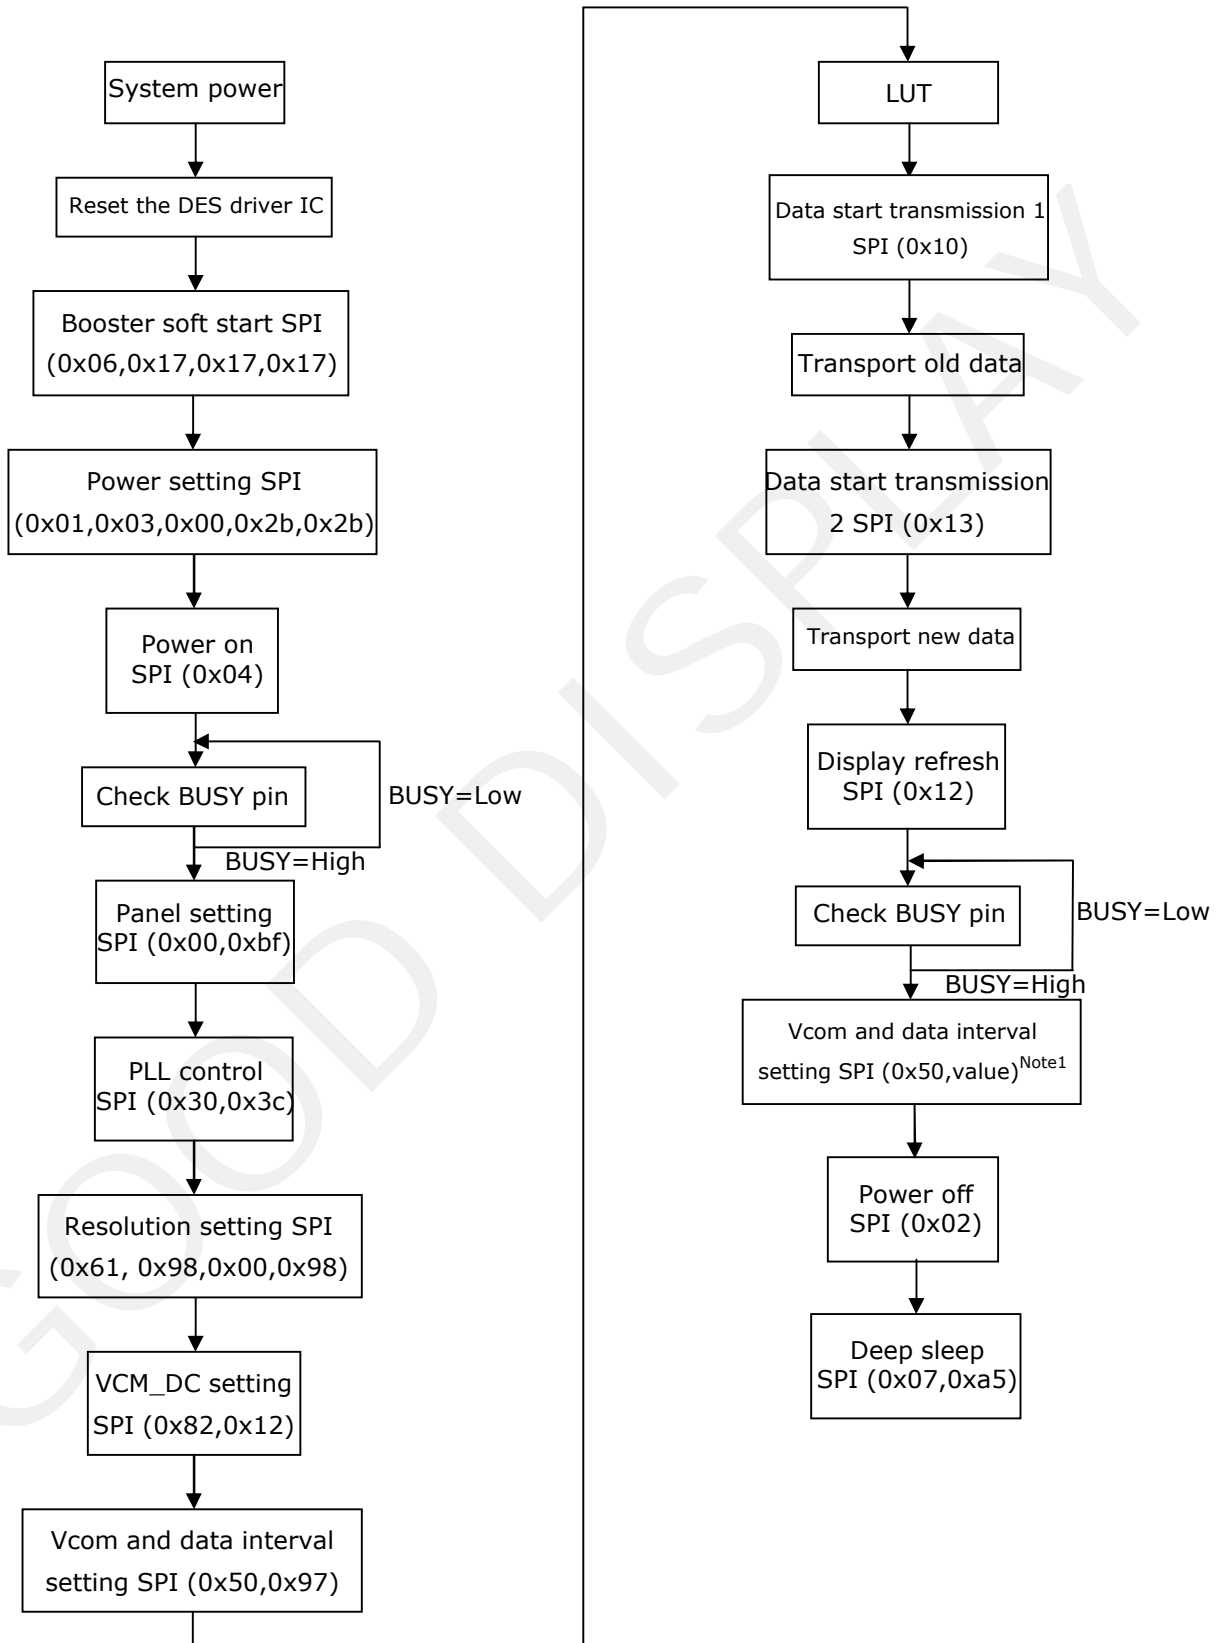 System power
Reset the DES driver IC
Booster soft start SPI
(0x06,0x17,0x17,0x17)
Power setting SPI
(0x01,0x03,0x00,0x2b,0x2b)
Power on
SPI (0x04)
Check BUSY pin
BUSY=Low
BUSY=High
Panel setting
SPI (0x00,0xbf)
PLL control
SPI (0x30,0x3c)
Resolution setting SPI
(0x61, 0x98,0x00,0x98)
VCM_DC setting
SPI (0x82,0x12)
Vcom and data interval
setting SPI (0x50,0x97)
LUT
Data start transmission 1
SPI (0x10)
Transport old data
Data start transmission
2 SPI (0x13)
Transport new data
Display refresh
SPI (0x12)
Check BUSY pin
BUSY=Low
BUSY=High
Vcom and data interval
setting SPI (0x50,value)Note1
Power off
SPI (0x02)
Deep sleep
SPI (0x07,0xa5)
GOOD DISPLAY